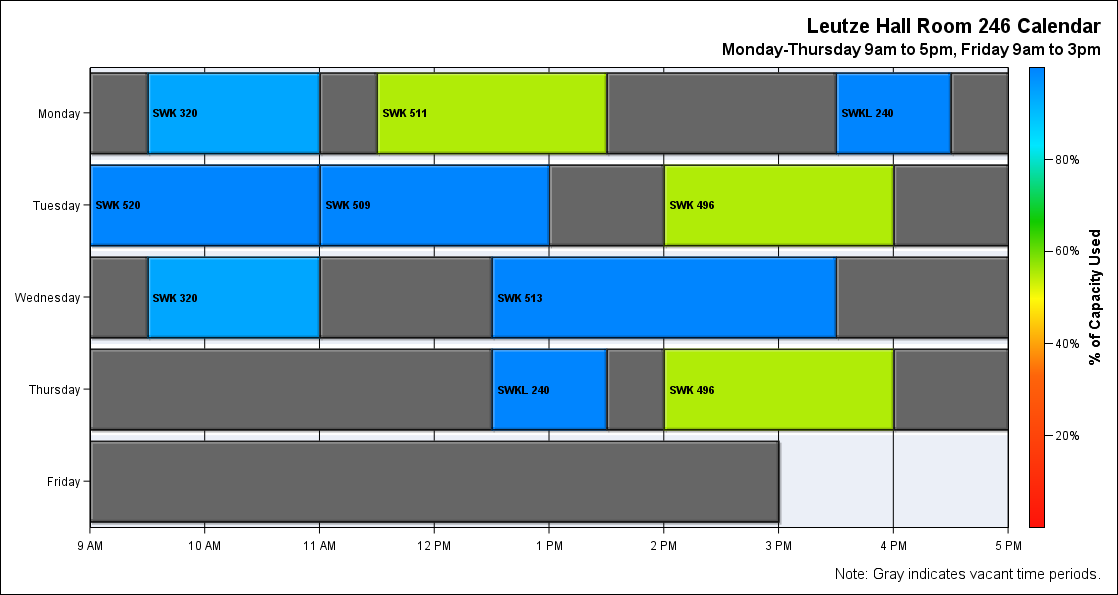 Leutze Hall Room 246 Calendar
Monday-Thursday 9am to 5pm, Friday 9am to 3pm
Monday
SWK 320
SWK 511
SWKL 240
Tuesday
SWK 520
SWK 509
SWK 496
Wednesday
SWK 320
SWK 513
Thursday
SWKL 240
SWK 496
Friday
9 AM
10 AM
11 AM
12 PM
1 PM
2 PM
3 PM
4 PM
5 PM
80%
60%
40%
20%
% of Capacity Used
Note: Gray indicates vacant time periods.